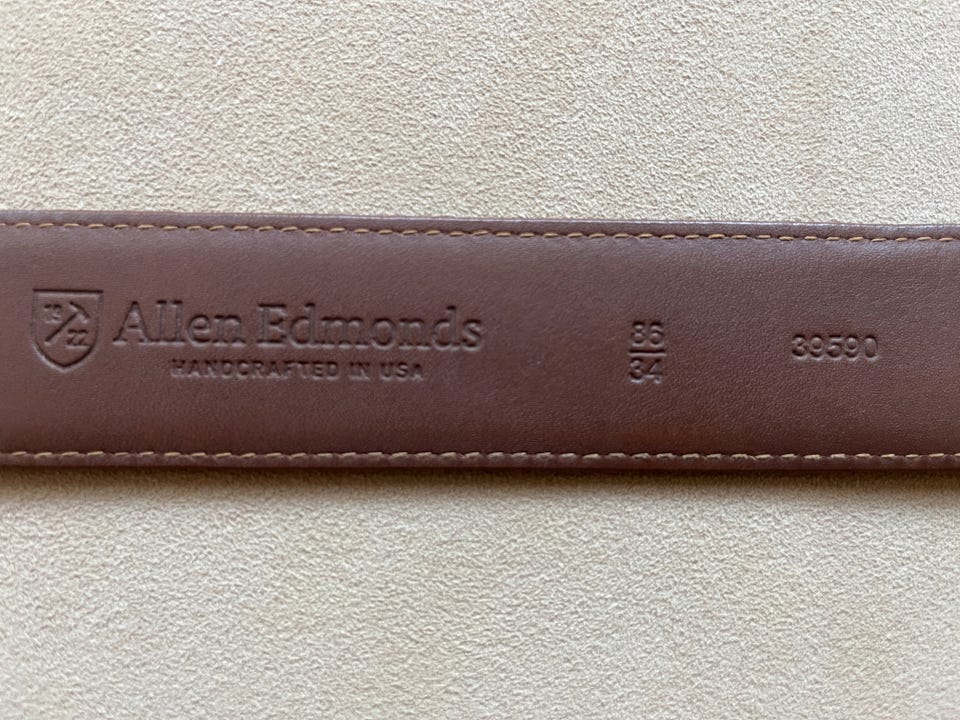 19
22
Allen Edmonds
HANDCRAFTED IN USA
86
34
39590